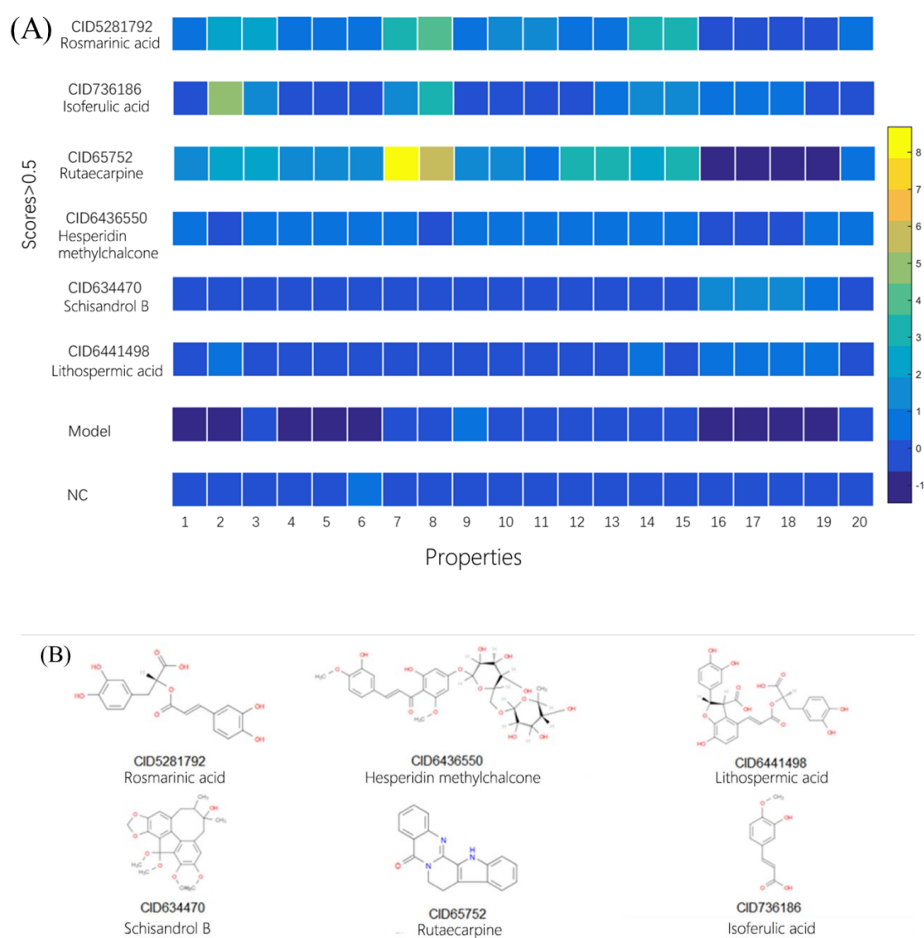 (A)
CID5281792
Rosmarinic acid
CID736186
Isoferulic acid
CID65752
Rutaecarpine
CID6436550
Hesperidin
methylchalcone
CID634470
Schisandrol B
CID6441498
Lithospermic acid
Model
NC
Scores>0.5
1 2 3 4 5 6 7 8 9 10 11 12 13 14 15 16 17 18 19 20
Properties
8
7
6
5
4
3
2
1
0
-1
(B)
CID5281792
Rosmarinic acid
CID6436550
Hesperidin methylchalcone
CID6441498
Lithospermic acid
CID634470
Schisandrol B
CID65752
Rutaecarpine
CID736186
Isoferulic acid